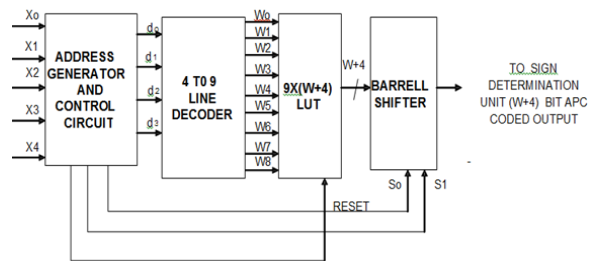 Xo
X1
X2
X3
X4
ADDRESS
GENERATOR
AND
CONTROL
CIRCUIT
do
d1
d2
d3
4 T0 9
LINE
DECODER
Wo
W1
W2
W3
W4
W5
W6
W7
W8
9X(W+4)
LUT
W+4
BARRELL
SHIFTER
TO SIGN
DETERMINATION
UNIT (W+4) BIT APC
CODED OUTPUT
So
S1
RESET